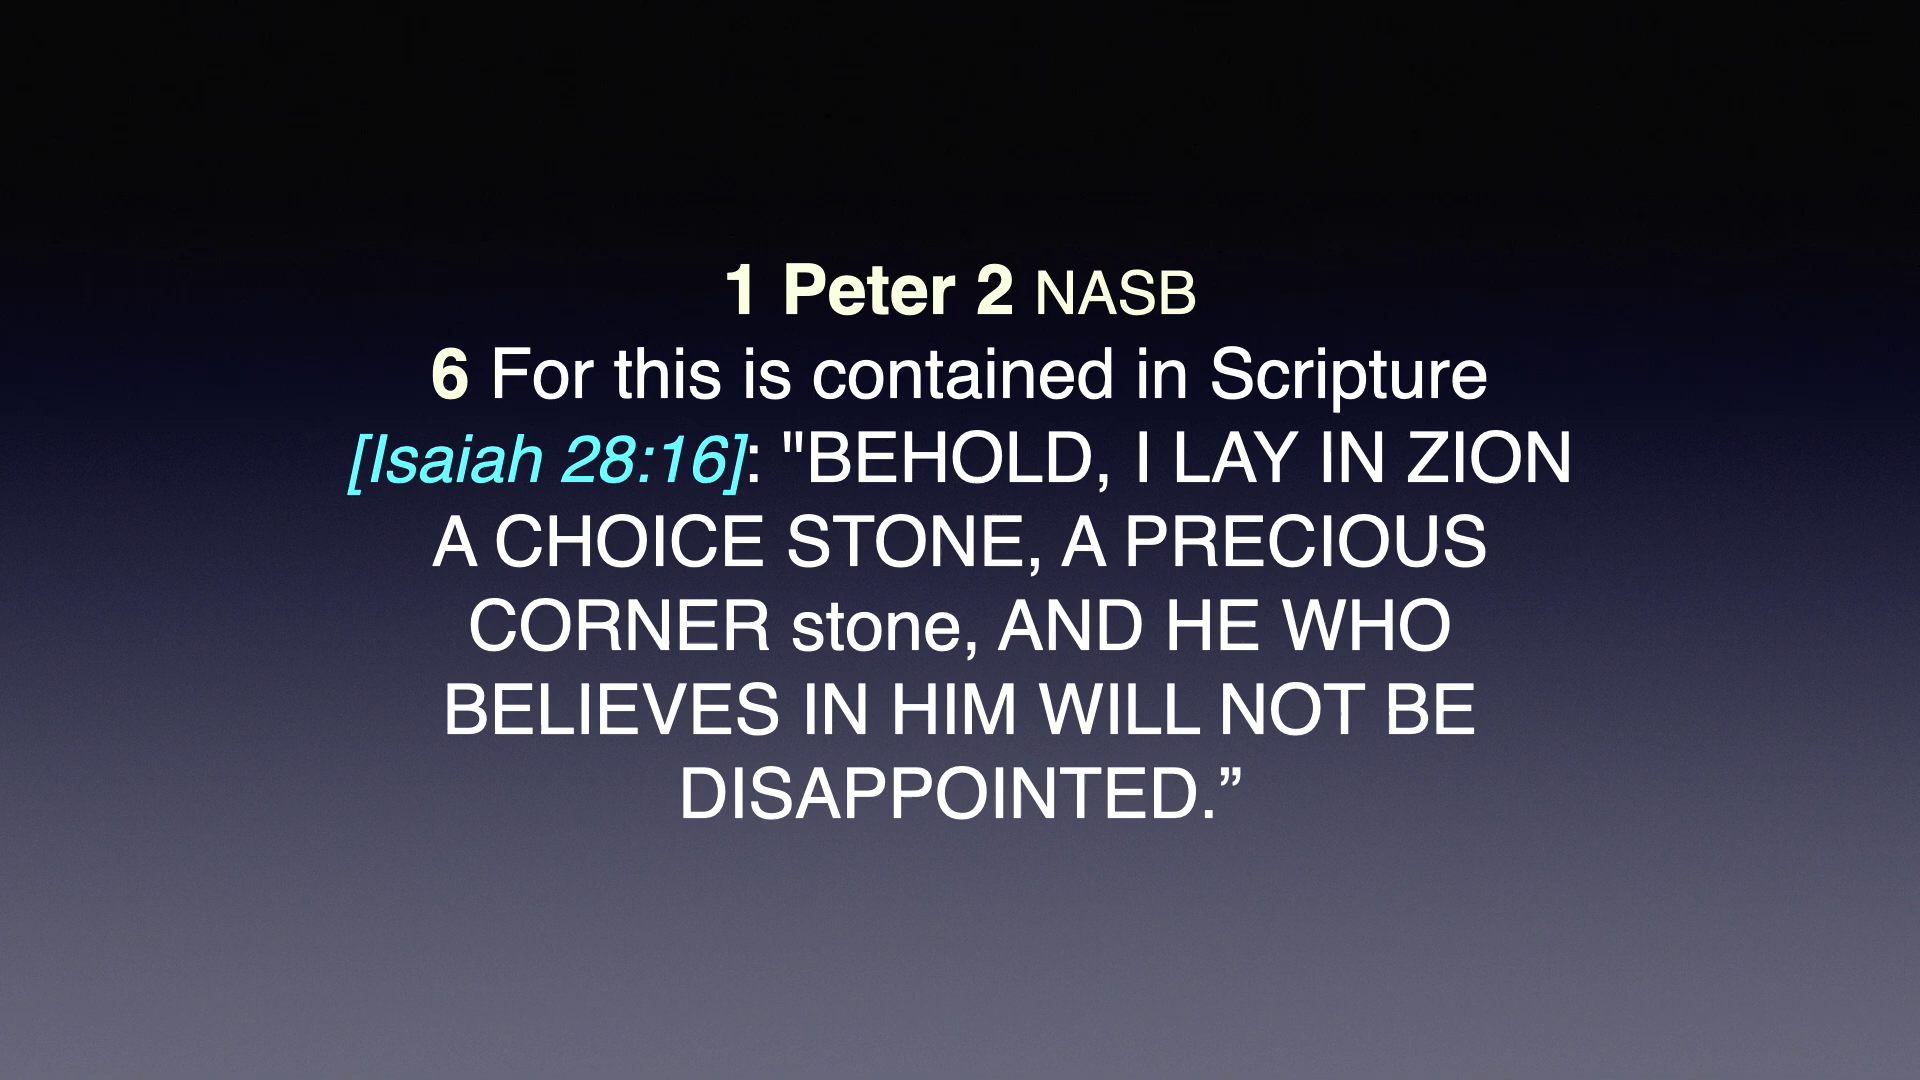 1 Peter 2 NASB
6 For this is contained in Scripture
[Isaiah 28:16]: "BEHOLD, I LAY IN ZION
A CHOICE STONE, A PRECIOUS
CORNER stone, AND HE WHO
BELIEVES IN HIM WILL NOT BE
DISAPPOINTED.”